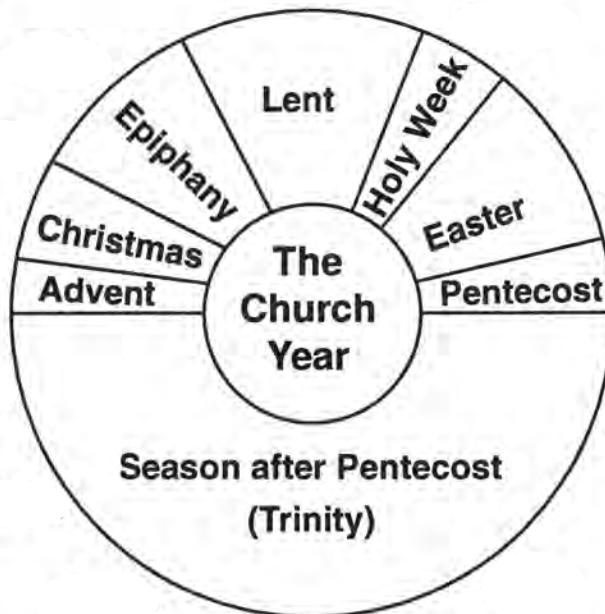 Lent
Holy Week
Epiphany
Easter
Christmas
The
Church
Year
Advent
Pentecost
Season after Pentecost
(Trinity)